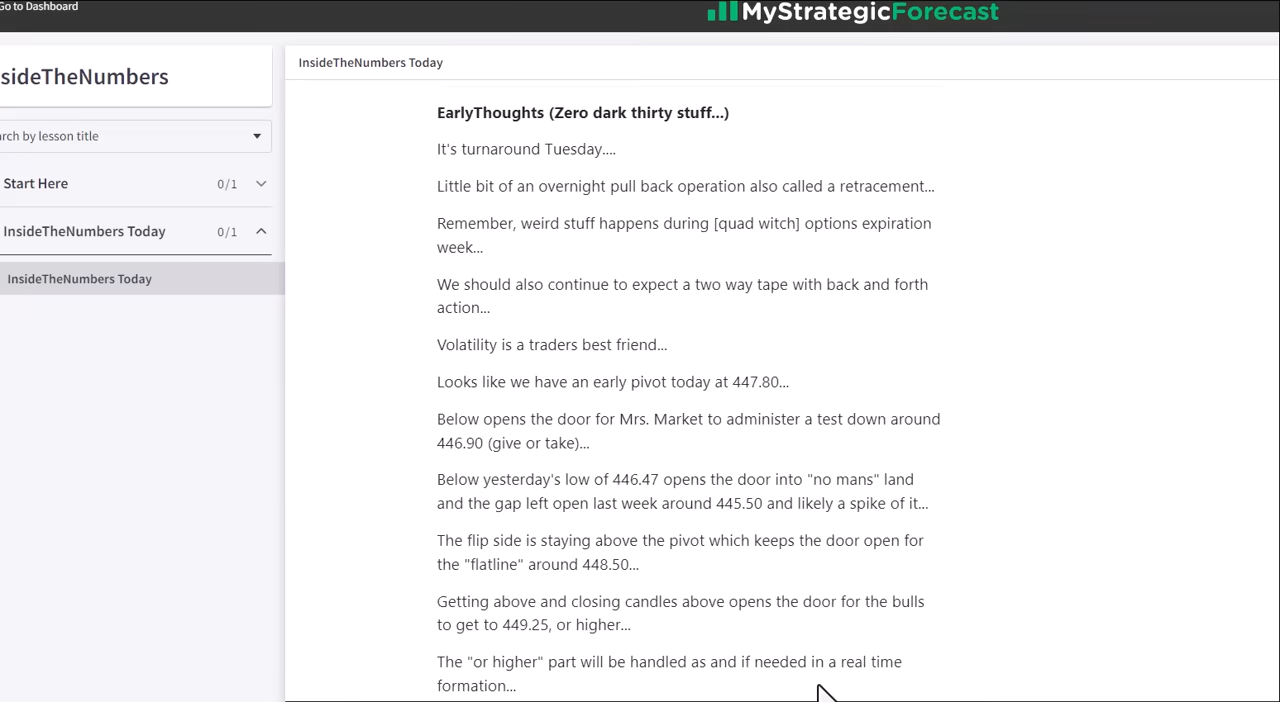 Go to Dashboard
MyStrategicForecast
sideTheNumbers
InsideTheNumbers Today
rch by lesson title
Start Here 0/1
InsideTheNumbers Today 0/1
InsideTheNumbers Today
EarlyThoughts (Zero dark thirty stuff...)
It's turnaround Tuesday....
Little bit of an overnight pull back operation also called a retracement...
Remember, weird stuff happens during [quad witch] options expiration
week...
We should also continue to expect a two way tape with back and forth
action...
Volatility is a traders best friend...
Looks like we have an early pivot today at 447.80...
Below opens the door for Mrs. Market to administer a test down around
446.90 (give or take)...
Below yesterday's low of 446.47 opens the door into "no mans" land
and the gap left open last week around 445.50 and likely a spike of it...
The flip side is staying above the pivot which keeps the door open for
the "flatline" around 448.50...
Getting above and closing candles above opens the door for the bulls
to get to 449.25, or higher...
The "or higher" part will be handled as and if needed in a real time
formation...